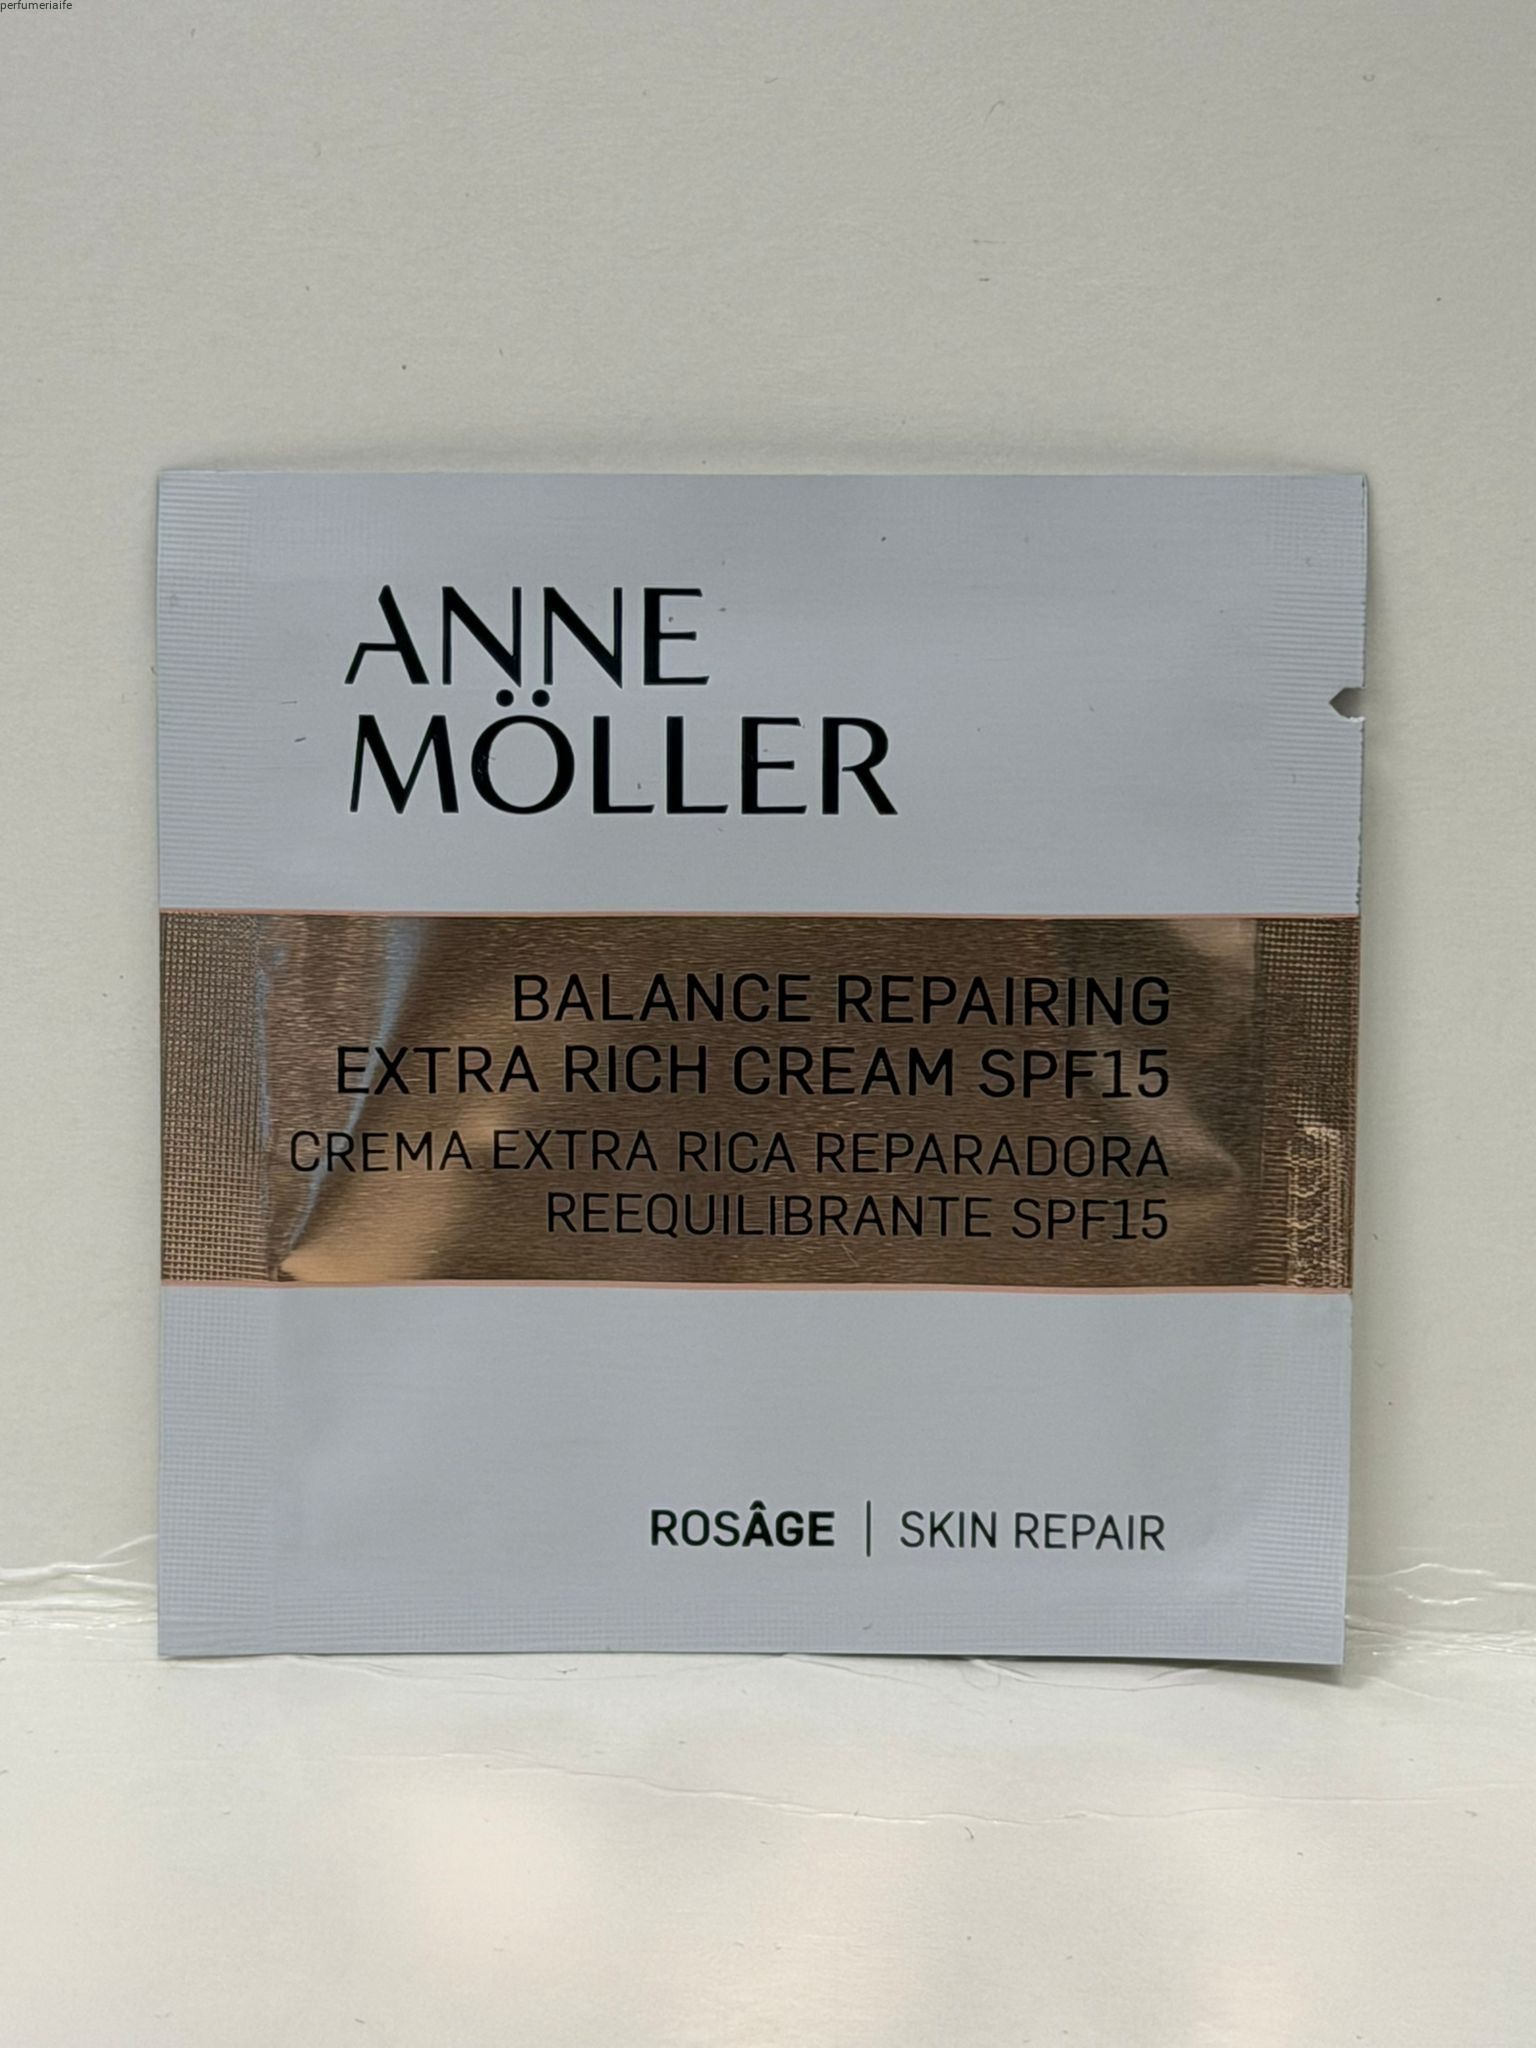 perfumeriaife
ANNE
MÖLLER
BALANCE REPAIRING
EXTRA RICH CREAM SPF15
CREMA EXTRA RICA REPARADORA
REEQUILIBRANTE SPF15
ROSÂGE | SKIN REPAIR